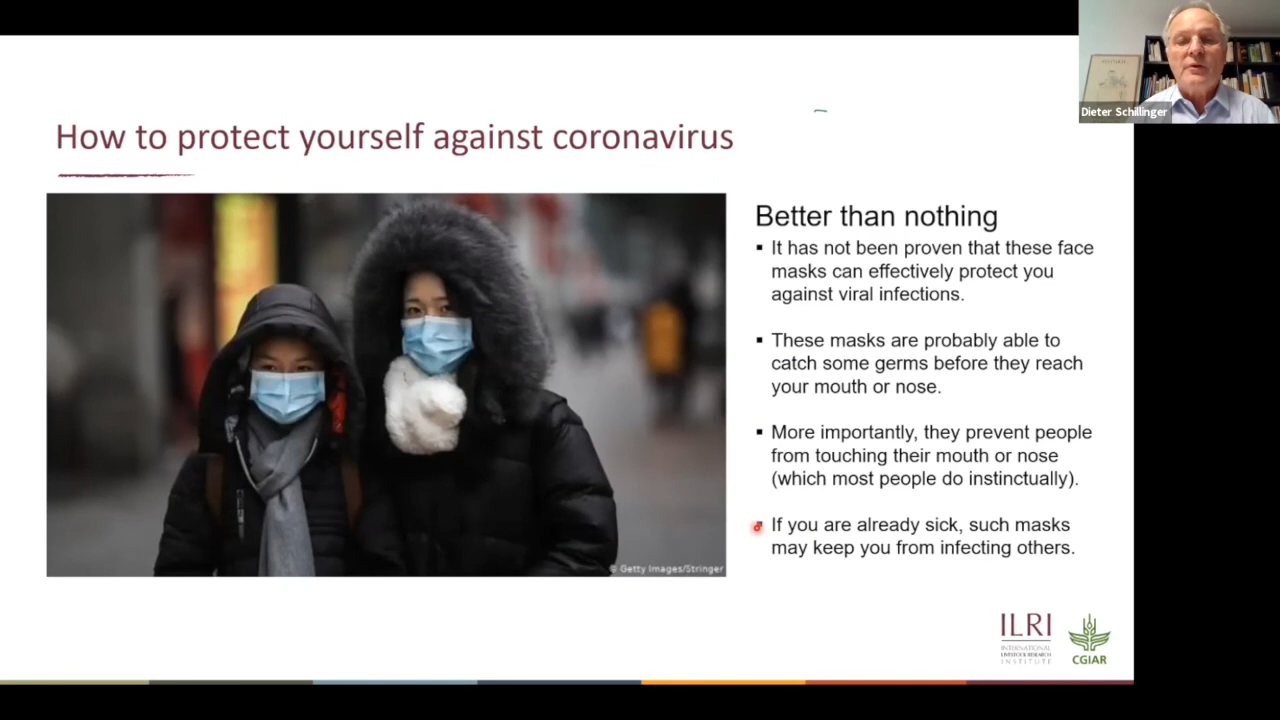 Dieter Schillinger
How to protect yourself against coronavirus
Better than nothing
▪ It has not been proven that these face
masks can effectively protect you
against viral infections.
▪ These masks are probably able to
catch some germs before they reach
your mouth or nose.
▪ More importantly, they prevent people
from touching their mouth or nose
(which most people do instinctually).
▪ If you are already sick, such masks
may keep you from infecting others.
© Getty Images/Stringer
ILRI
INTERNATIONAL
LIVESTOCK RESEARCH
INSTITUTE
CGIAR